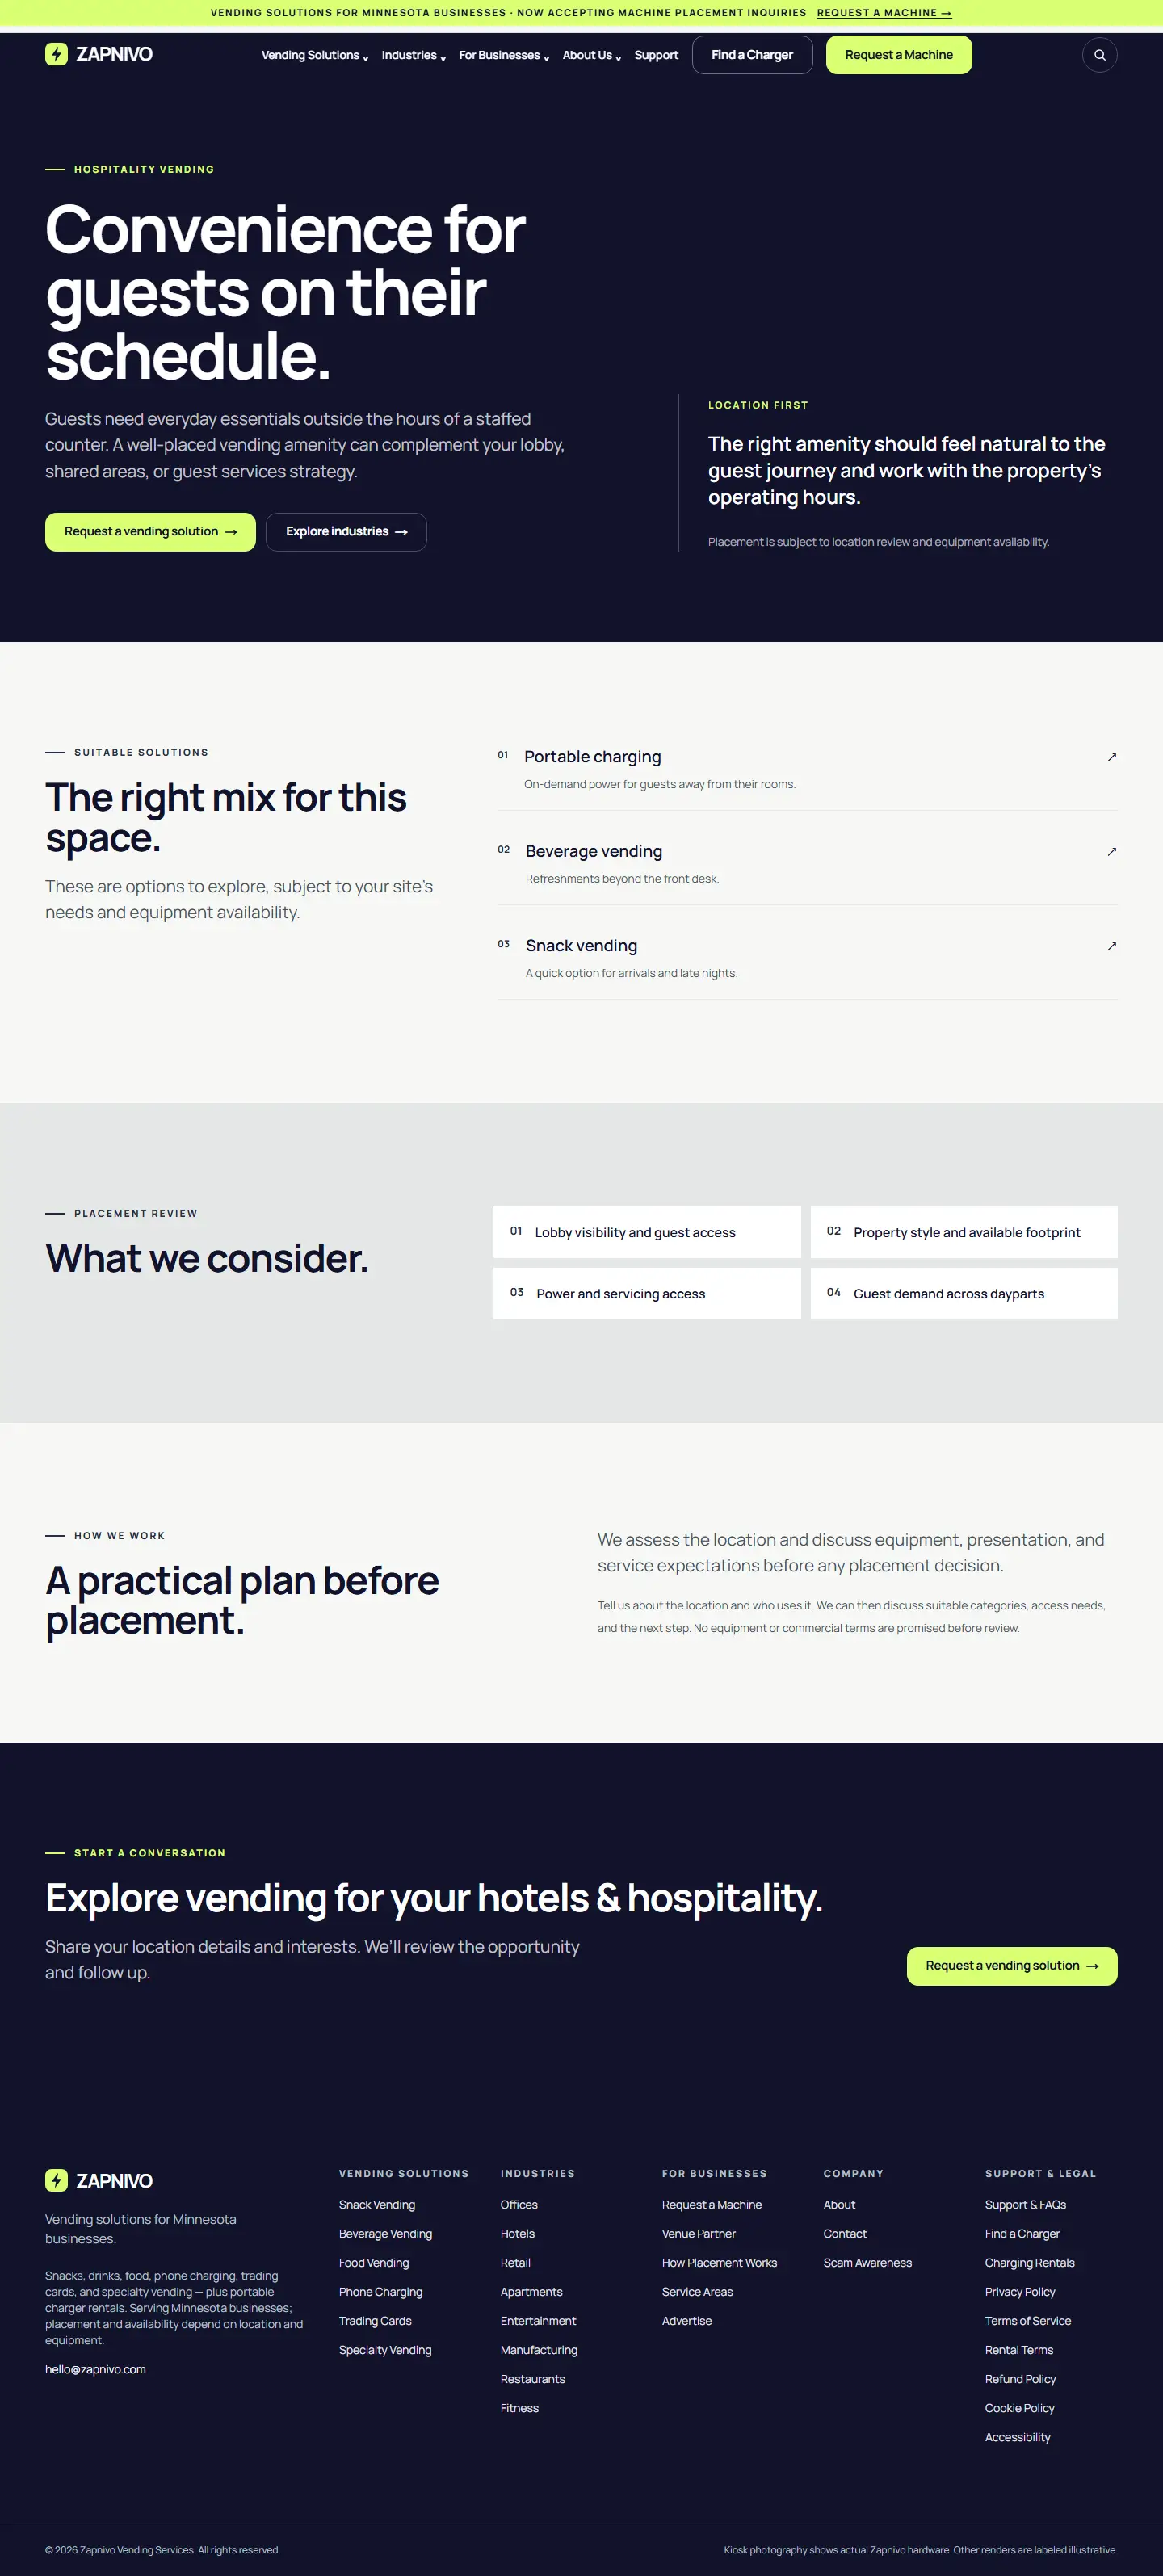 VENDING SOLUTIONS FOR MINNESOTA BUSINESSES · NOW ACCEPTING MACHINE PLACEMENT INQUIRIES REQUEST A MACHINE →
ZAPNIVO
Vending Solutions Industries For Businesses About Us Support Find a Charger Request a Machine
HOSPITALITY VENDING
Convenience for
guests on their
schedule.
Guests need everyday essentials outside the hours of a staffed
counter. A well-placed vending amenity can complement your lobby,
shared areas, or guest services strategy.
Request a vending solution →
Explore industries →
LOCATION FIRST
The right amenity should feel natural to the
guest journey and work with the property's
operating hours.
Placement is subject to location review and equipment availability.
SUITABLE SOLUTIONS
The right mix for this
space.
These are options to explore, subject to your site's
needs and equipment availability.
01 Portable charging ↗
On-demand power for guests away from their rooms.
02 Beverage vending ↗
Refreshments beyond the front desk.
03 Snack vending ↗
A quick option for arrivals and late nights.
PLACEMENT REVIEW
What we consider.
01 Lobby visibility and guest access
02 Property style and available footprint
03 Power and servicing access
04 Guest demand across dayparts
HOW WE WORK
A practical plan before
placement.
We assess the location and discuss equipment, presentation, and
service expectations before any placement decision.
Tell us about the location and who uses it. We can then discuss suitable categories, access needs,
and the next step. No equipment or commercial terms are promised before review.
START A CONVERSATION
Explore vending for your hotels & hospitality.
Share your location details and interests. We'll review the opportunity
and follow up.
Request a vending solution →
ZAPNIVO
Vending solutions for Minnesota
businesses.
Snacks, drinks, food, phone charging, trading
cards, and specialty vending — plus portable
charger rentals. Serving Minnesota businesses;
placement and availability depend on location and
equipment.
hello@zapnivo.com
VENDING SOLUTIONS
Snack Vending
Beverage Vending
Food Vending
Phone Charging
Trading Cards
Specialty Vending
INDUSTRIES
Offices
Hotels
Retail
Apartments
Entertainment
Manufacturing
Restaurants
Fitness
FOR BUSINESSES
Request a Machine
Venue Partner
How Placement Works
Service Areas
Advertise
COMPANY
About
Contact
Scam Awareness
SUPPORT & LEGAL
Support & FAQs
Find a Charger
Charging Rentals
Privacy Policy
Terms of Service
Rental Terms
Refund Policy
Cookie Policy
Accessibility
© 2026 Zapnivo Vending Services. All rights reserved.
Kiosk photography shows actual Zapnivo hardware. Other renders are labeled illustrative.